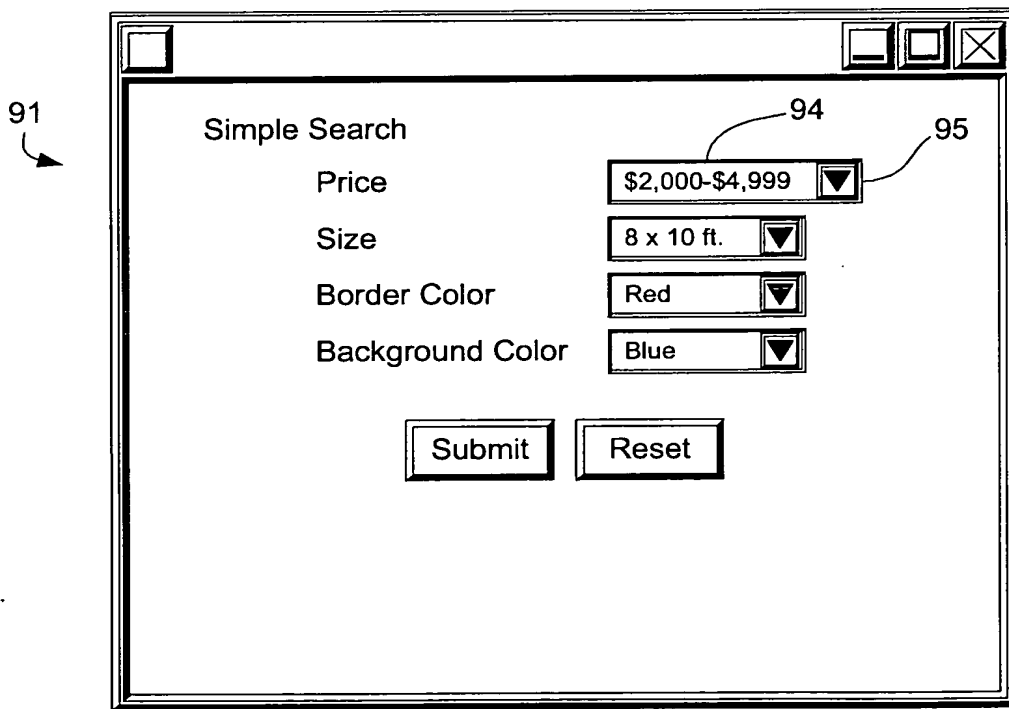 91
94
95
Simple Search
Price $2,000-$4,999
Size 8 x 10 ft.
Border Color Red
Background Color Blue
Submit Reset